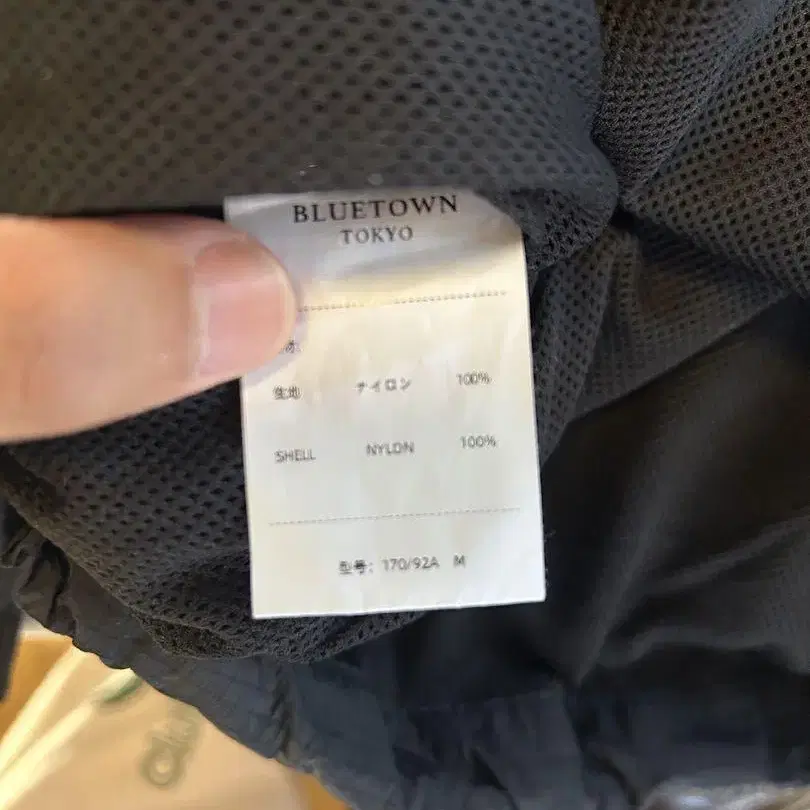 BLUETOWN
TOKYO
生地 ナイロン 100%
SHELL NYLON 100%
型号: 170/92A M